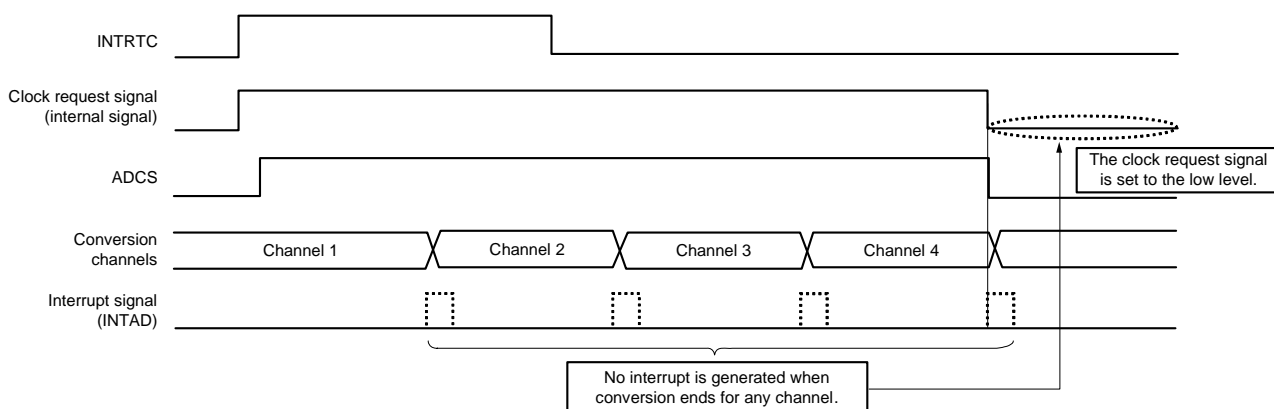 INTRTC
Clock request signal
(internal signal)
The clock request signal
is set to the low level.
ADCS
Conversion
channels
Channel 1
Channel 2
Channel 3
Channel 4
Interrupt signal
(INTAD)
No interrupt is generated when
conversion ends for any channel.